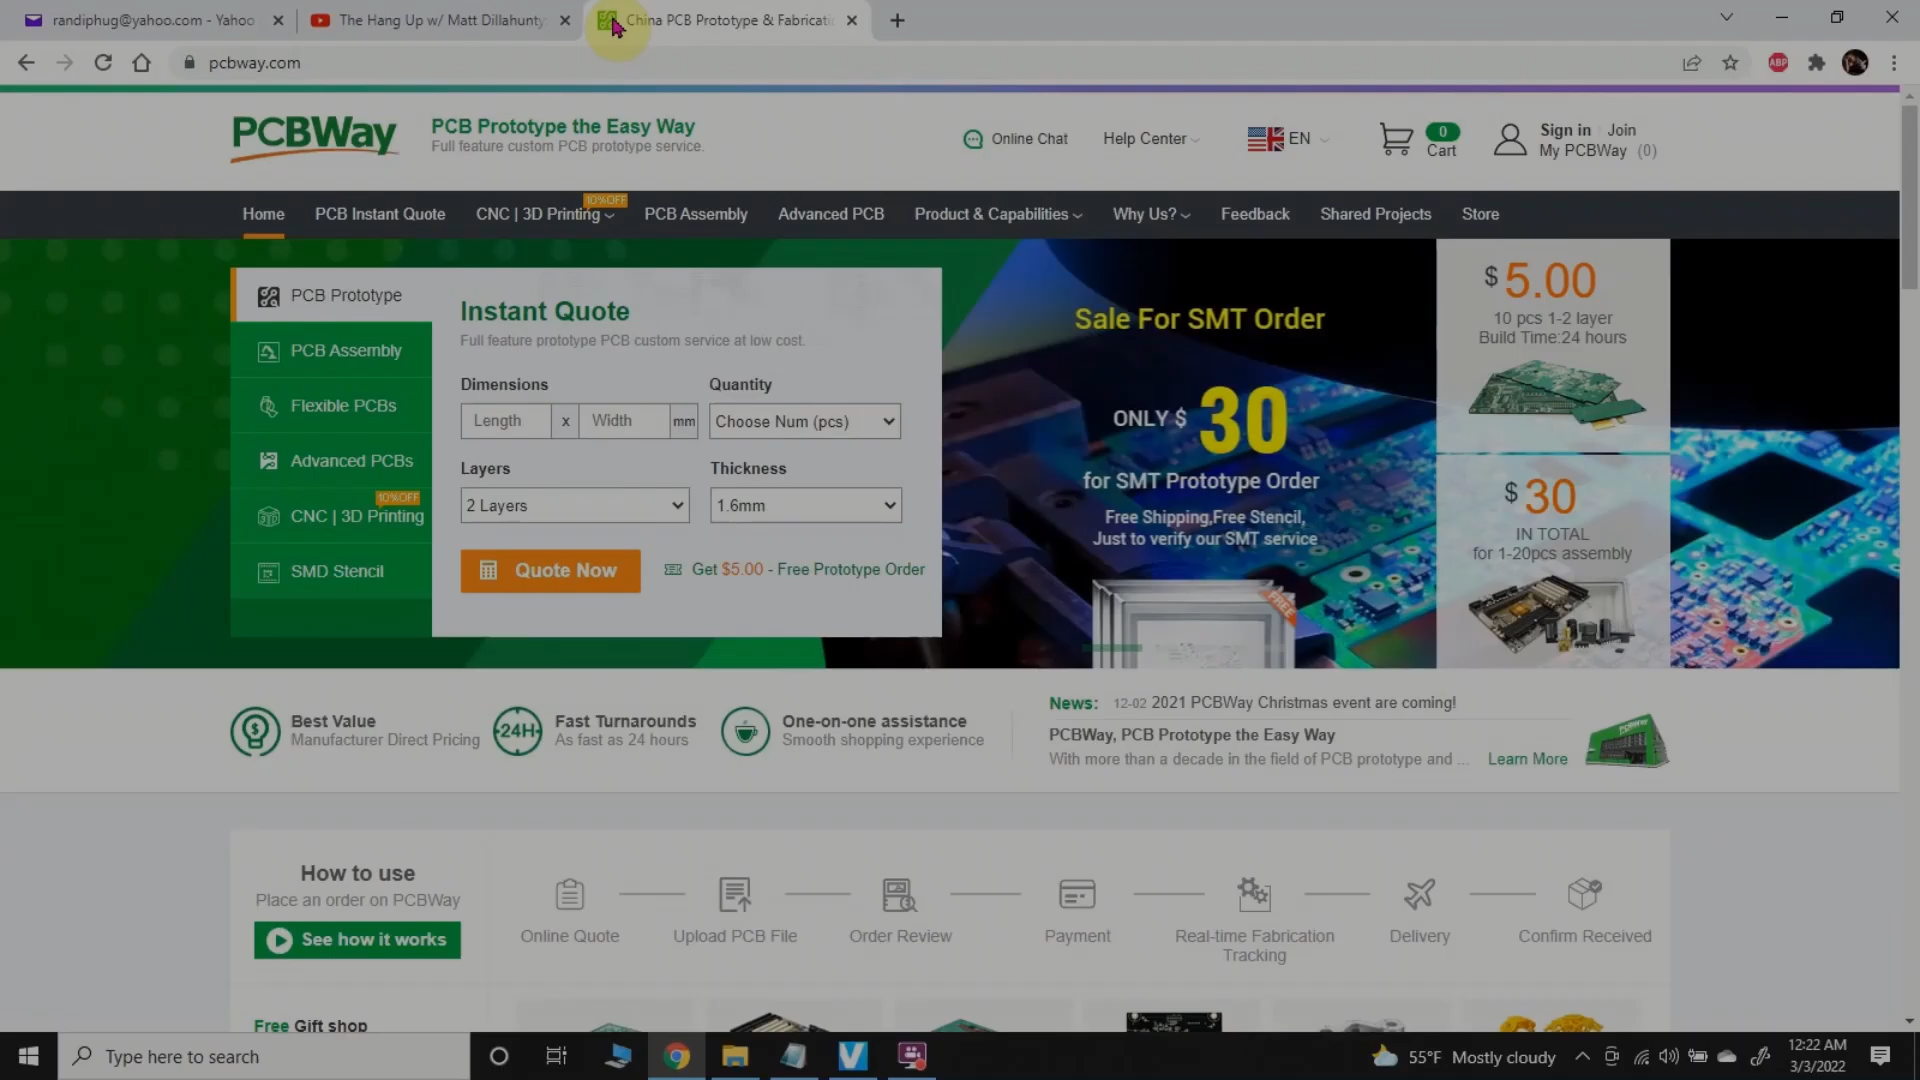 randiphug@yahoo.com - Yahoo
The Hang Up w/ Matt Dillahunty
China PCB Prototype & Fabricati
pcbway.com
ABP
PCBWay
PCB Prototype the Easy Way
Full feature custom PCB prototype service.
Online Chat
Help Center
EN
0
Cart
Sign in
Join
My PCBWay (0)
Home
PCB Instant Quote
CNC | 3D Printing
10%OFF
PCB Assembly
Advanced PCB
Product & Capabilities
Why Us?
Feedback
Shared Projects
Store
PCB Prototype
PCB Assembly
Flexible PCBs
Advanced PCBs
10%OFF
CNC | 3D Printing
SMD Stencil
Instant Quote
Full feature prototype PCB custom service at low cost.
Dimensions
Quantity
Length x Width mm
Choose Num (pcs)
Layers
Thickness
2 Layers
1.6mm
Quote Now
Get $5.00 - Free Prototype Order
Sale For SMT Order
ONLY $ 30
for SMT Prototype Order
Free Shipping,Free Stencil,
Just to verify our SMT service
FREE
$ 5.00
10 pcs 1-2 layer
Build Time:24 hours
$ 30
IN TOTAL
for 1-20pcs assembly
Best Value
Manufacturer Direct Pricing
24H
Fast Turnarounds
As fast as 24 hours
One-on-one assistance
Smooth shopping experience
News: 12-02 2021 PCBWay Christmas event are coming!
PCBWay, PCB Prototype the Easy Way
With more than a decade in the field of PCB prototype and ... Learn More
How to use
Place an order on PCBWay
See how it works
Online Quote
Upload PCB File
Order Review
Payment
Real-time Fabrication
Tracking
Delivery
Confirm Received
Free Gift shop
Type here to search
55°F Mostly cloudy
12:22 AM
3/3/2022